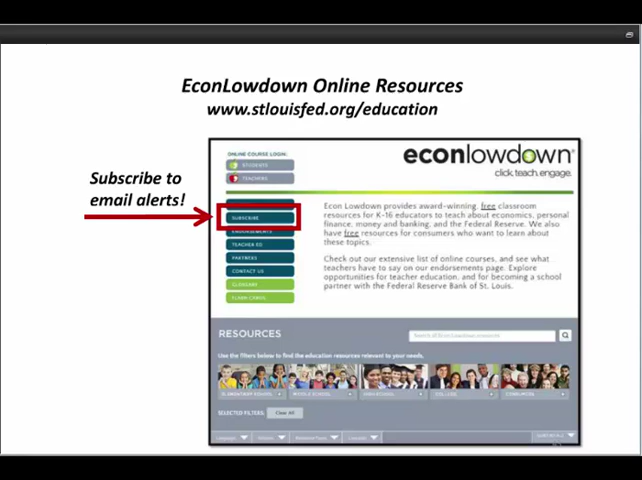 EconLowdown Online Resources
www.stlouisfed.org/education
Subscribe to
email alerts!
ONLINE COURSE LOGIN:
STUDENTS
TEACHERS
econlowdown
click. teach. engage.
SUBSCRIBE
ENDORSEMENTS
TEACHER ED
PARTNERS
CONTACT US
GLOSSARY
FLASH CARDS
Econ Lowdown provides award-winning, free classroom
resources for K-16 educators to teach about economics, personal
finance, money and banking, and the Federal Reserve. We also
have free resources for consumers who want to learn about
these topics.
Check out our extensive list of online courses, and see what
teachers have to say on our endorsements page. Explore
opportunities for teacher education, and for becoming a school
partner with the Federal Reserve Bank of St. Louis.
RESOURCES
Search all Econ Lowdown resources
Use the filters below to find the education resources relevant to your needs.
ELEMENTARY SCHOOL
MIDDLE SCHOOL
HIGH SCHOOL
COLLEGE
CONSUMERS
SELECTED FILTERS:
Clear All